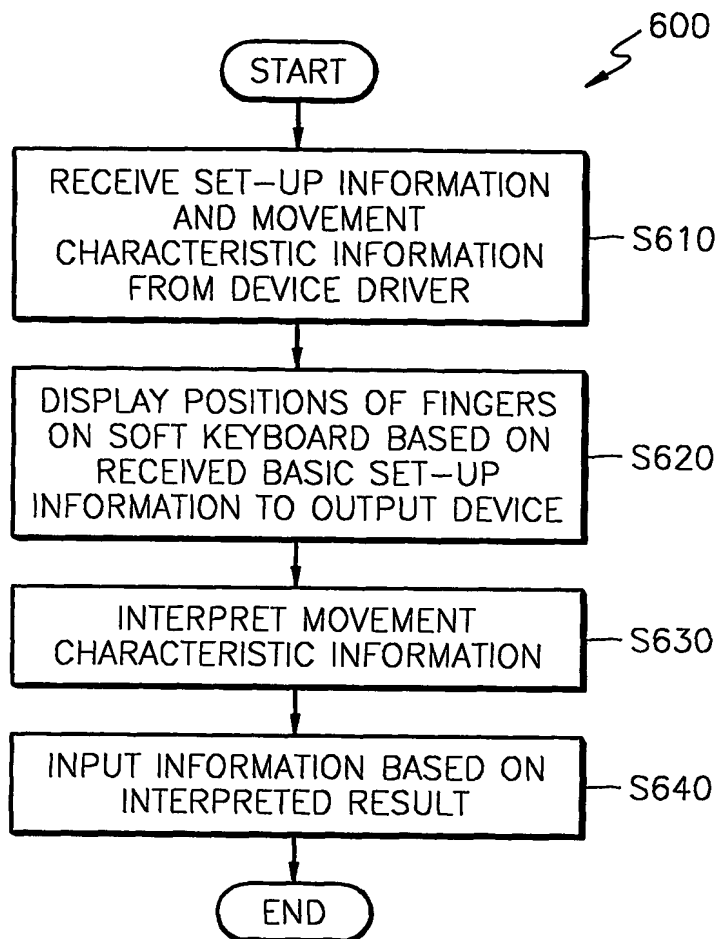 600
START
RECEIVE SET-UP INFORMATION
AND MOVEMENT
CHARACTERISTIC INFORMATION
FROM DEVICE DRIVER
S610
DISPLAY POSITIONS OF FINGERS
ON SOFT KEYBOARD BASED ON
RECEIVED BASIC SET-UP
INFORMATION TO OUTPUT DEVICE
S620
INTERPRET MOVEMENT
CHARACTERISTIC INFORMATION
S630
INPUT INFORMATION BASED ON
INTERPRETED RESULT
S640
END